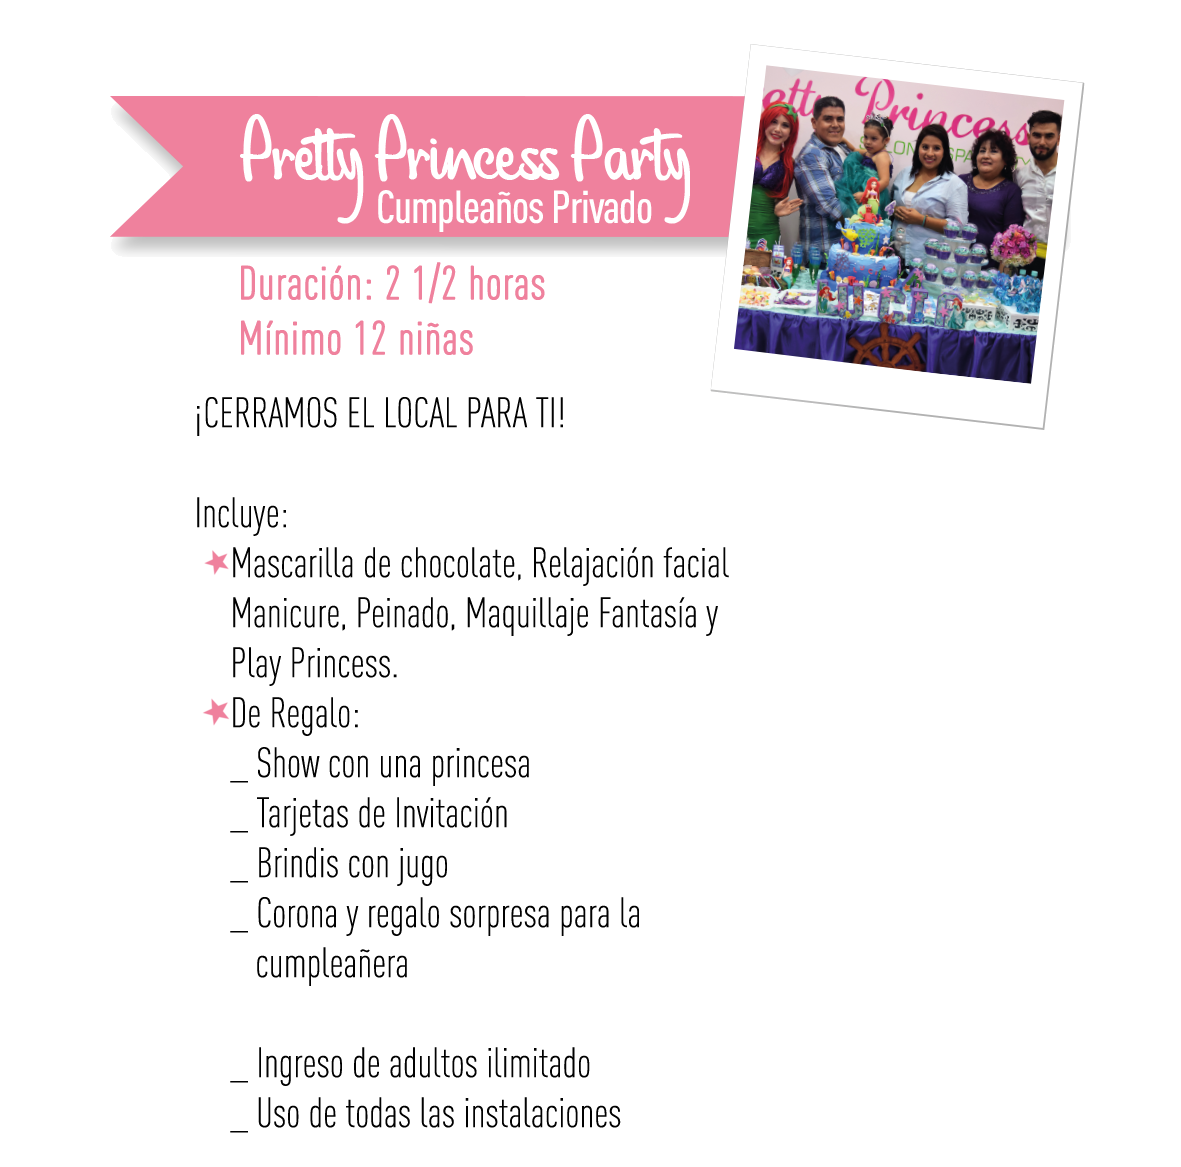 Pretty Princess Party
Cumpleaños Privado
Duración: 2 1/2 horas
Mínimo 12 niñas
¡CERRAMOS EL LOCAL PARA TI!
Incluye:
Mascarilla de chocolate, Relajación facial
Manicure, Peinado, Maquillaje Fantasía y
Play Princess.
De Regalo:
_ Show con una princesa
_ Tarjetas de Invitación
_ Brindis con jugo
_ Corona y regalo sorpresa para la
cumpleañera
_ Ingreso de adultos ilimitado
_ Uso de todas las instalaciones
Princess